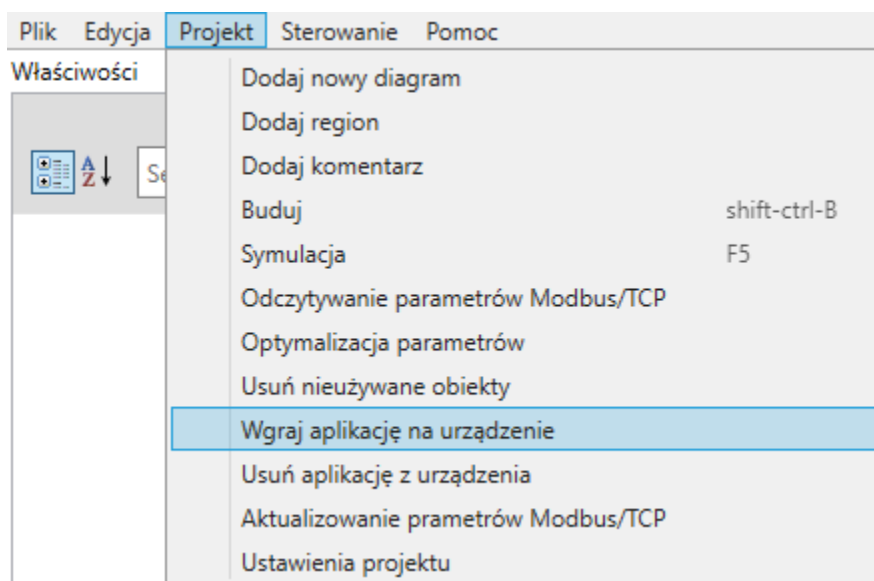 Plik Edycja Projekt Sterowanie Pomoc
Właściwości
Dodaj nowy diagram
Dodaj region
Dodaj komentarz
A Z Se
Buduj shift-ctrl-B
Symulacja F5
Odczytywanie parametrów Modbus/TCP
Optymalizacja parametrów
Usuń nieużywane obiekty
Wgraj aplikację na urządzenie
Usuń aplikację z urządzenia
Aktualizowanie prametrów Modbus/TCP
Ustawienia projektu